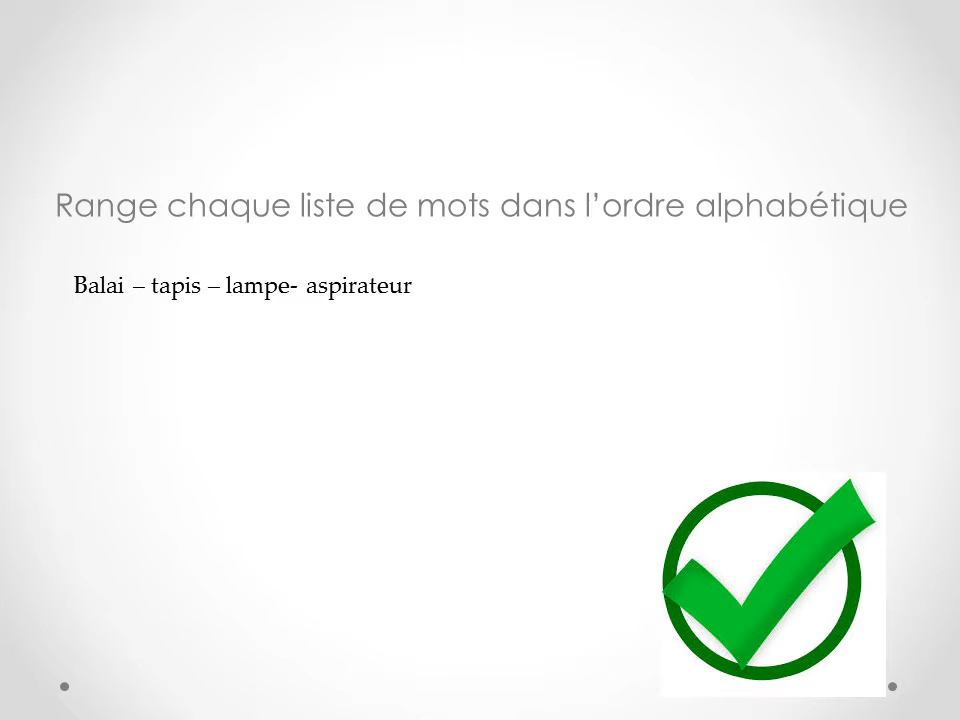 Range chaque liste de mots dans l’ordre alphabétique
Balai – tapis – lampe- aspirateur